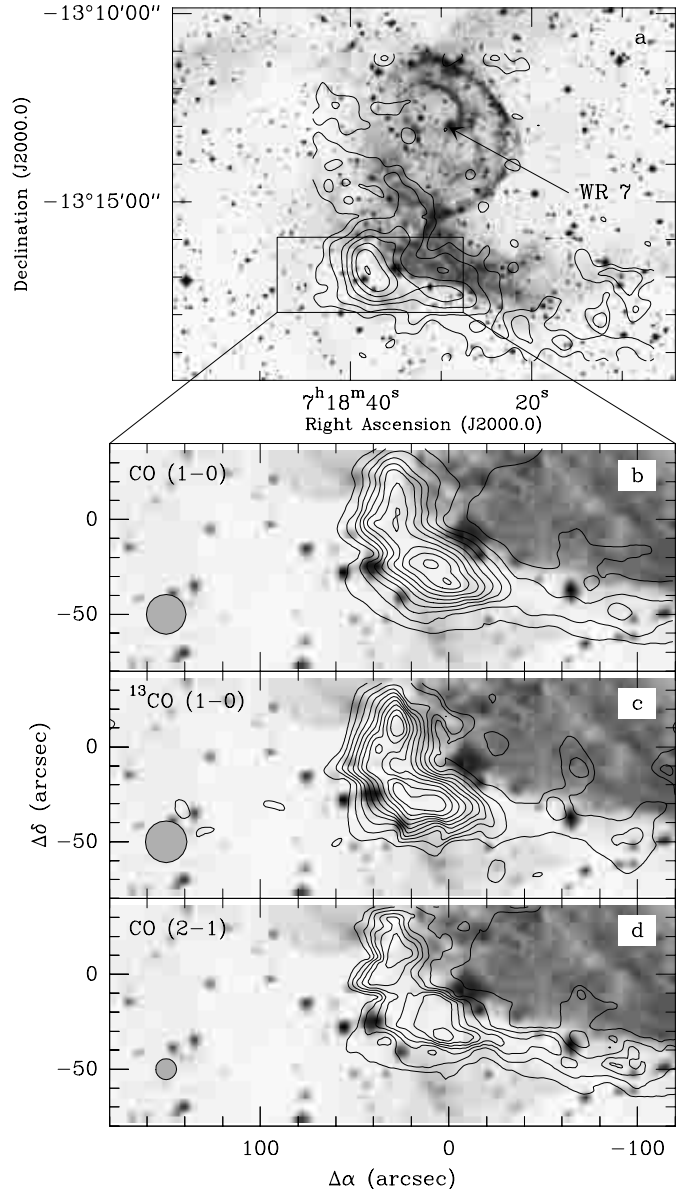 −13°10′00″
a
Declination (J2000.0)
WR 7
−13°15′00″
7ʰ18ᵐ40ˢ 20ˢ
Right Ascension (J2000.0)
CO (1−0)
b
0
−50
¹³CO (1−0)
c
0
Δδ (arcsec)
−50
CO (2−1)
d
0
−50
100 0 −100
Δα (arcsec)